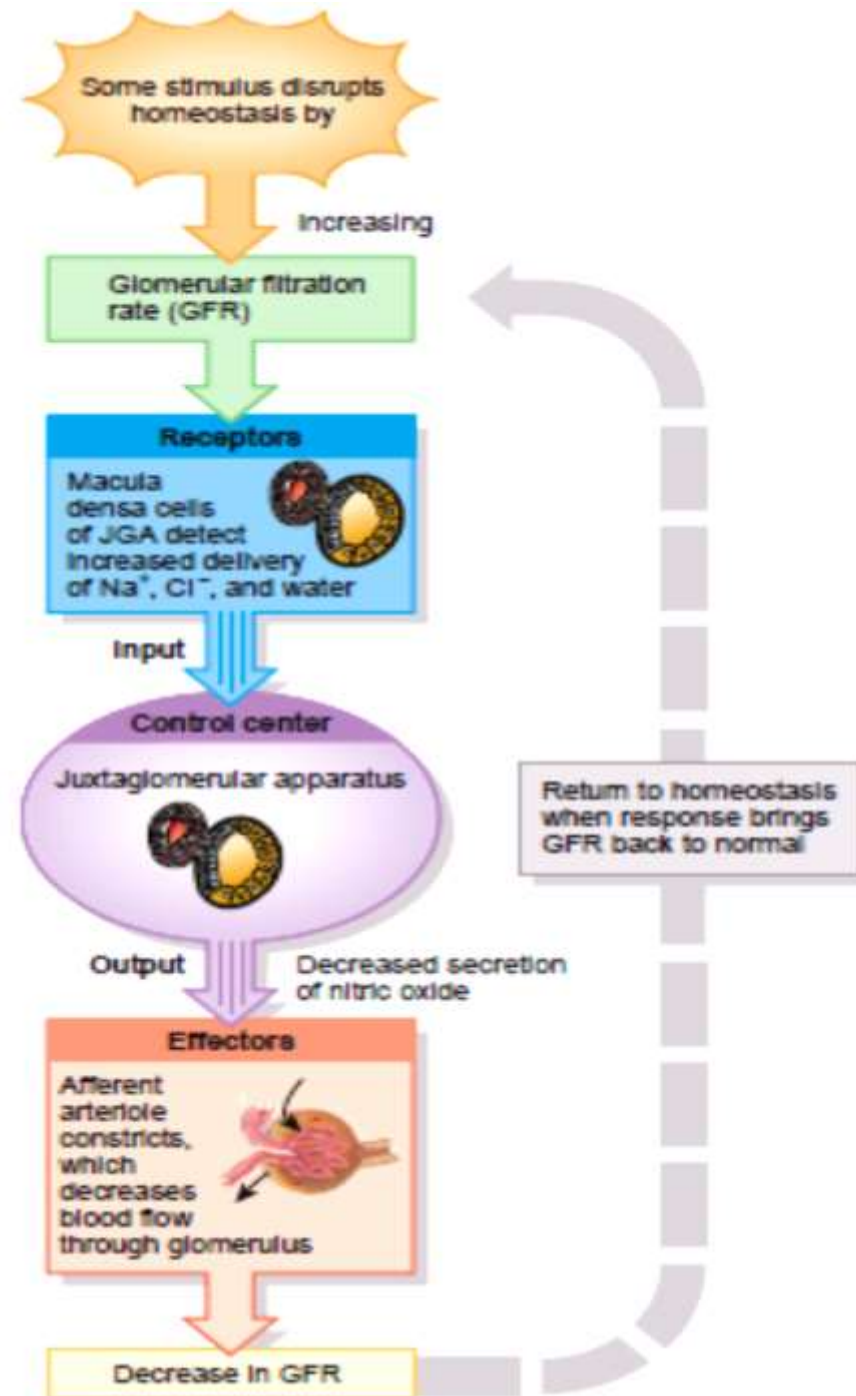 Some stimulus disrupts
homeostasis by
Increasing
Glomerular filtration
rate (GFR)
Receptors
Macula
densa cells
of JGA detect
increased delivery
of Na⁺, Cl⁻, and water
Input
Control center
Juxtaglomerular apparatus
Return to homeostasis
when response brings
GFR back to normal
Output
Decreased secretion
of nitric oxide
Effectors
Afferent
arteriole
constricts,
which
decreases
blood flow
through glomerulus
Decrease in GFR